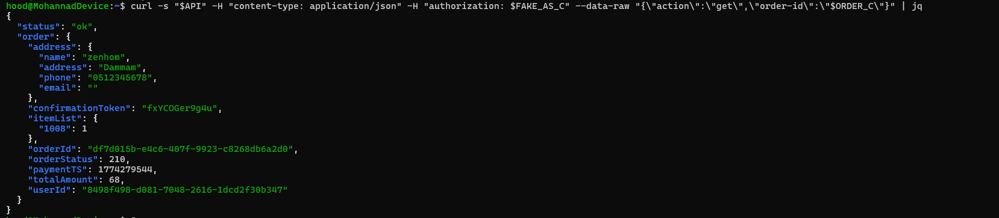 hood@MohannadDevice:~$ curl -s "$API" -H "content-type: application/json" -H "authorization: $FAKE_AS_C" --data-raw "{\"action\":\"get\",\"order-id\":\"$ORDER_C\"}" | jq
{
  "status": "ok",
  "order": {
    "address": {
      "name": "zenhom",
      "address": "Dammam",
      "phone": "0512345678",
      "email": ""
    },
    "confirmationToken": "fxYCOGer9g4u",
    "itemList": {
      "1008": 1
    },
    "orderId": "df7d015b-e4c6-407f-9923-c8268db6a2d0",
    "orderStatus": 210,
    "paymentTS": 1774279544,
    "totalAmount": 68,
    "userId": "8498f498-d081-7048-2616-1dcd2f30b347"
  }
}